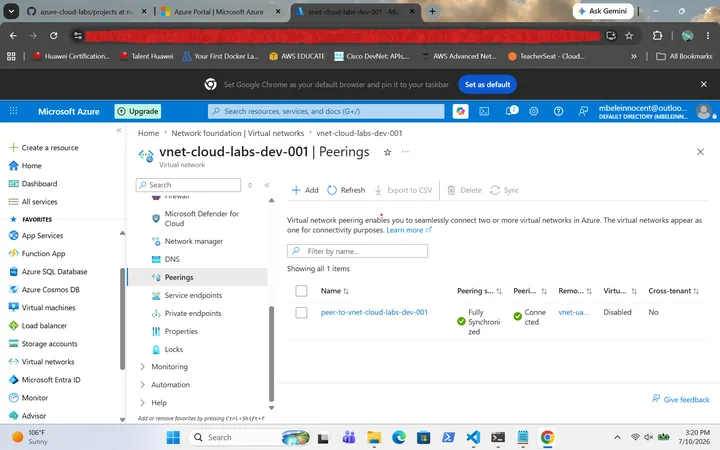 azure-cloud-labs/projects at m
Azure Portal | Microsoft Azure
vnet-cloud-labs-dev-001 - Mi
Ask Gemini
Huawei Certification...
Talent Huawei
Your First Docker La...
AWS EDUCATE
Cisco DevNet: APIs,...
AWS Advanced Net...
TeacherSeat - Cloud...
All Bookmarks
Set Google Chrome as your default browser and pin it to your taskbar
Set as default
Microsoft Azure
Upgrade
Search resources, services, and docs (G+/)
2
mbeleinnocent@outloo...
DEFAULT DIRECTORY (MBELEINN...
Create a resource
Home
Dashboard
All services
FAVORITES
App Services
Function App
Azure SQL Database
Azure Cosmos DB
Virtual machines
Load balancer
Storage accounts
Virtual networks
Microsoft Entra ID
Monitor
Advisor
Home > Network foundation | Virtual networks > vnet-cloud-labs-dev-001
vnet-cloud-labs-dev-001 | Peerings
Virtual network
Search
Firewall
Microsoft Defender for
Cloud
Network manager
DNS
Peerings
Service endpoints
Private endpoints
Properties
Locks
Monitoring
Automation
Help
Add or remove favorites by pressing Ctrl+Shift+F
Add
Refresh
Export to CSV
Delete
Sync
Virtual network peering enables you to seamlessly connect two or more virtual networks in Azure. The virtual networks appear as
one for connectivity purposes. Learn more
Filter by name...
Showing all 1 items
Name
Peering s...
Peeri...
Remo...
Virtu...
Cross-tenant
peer-to-vnet-cloud-labs-dev-001
Fully
Synchroni
zed
Conne
cted
vnet-ua...
Disabled
No
Give feedback
106°F
Sunny
Search
3:20 PM
7/10/2026